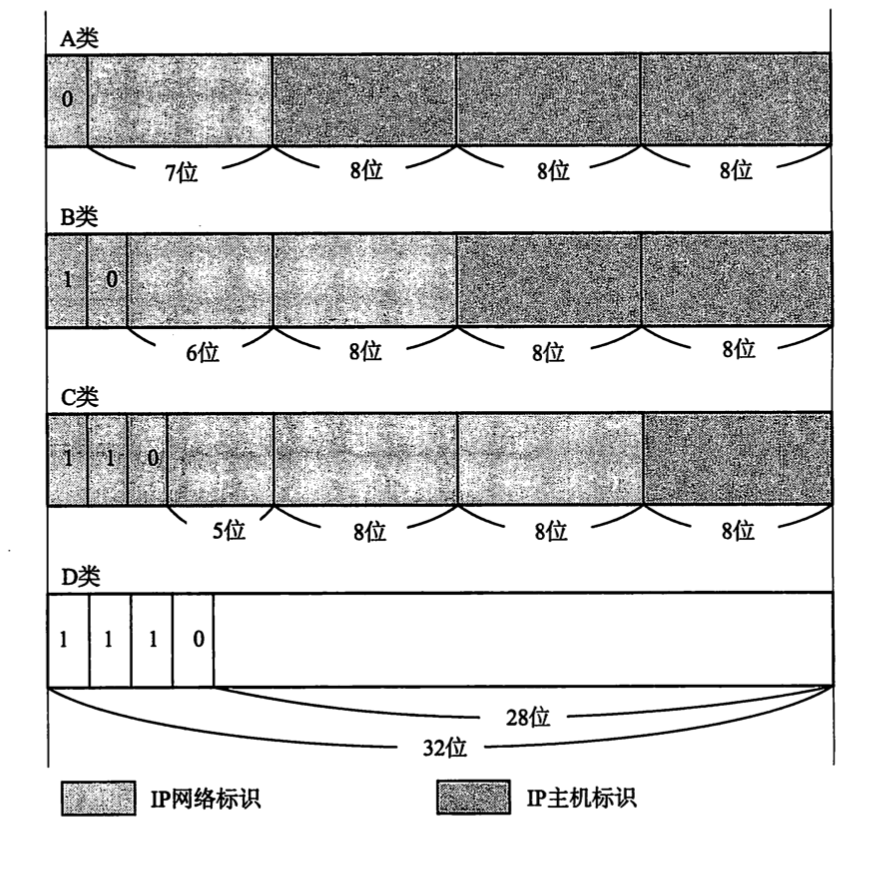 A类
0
7位 8位 8位 8位
B类
1 0
6位 8位 8位 8位
C类
1 1 0
5位 8位 8位 8位
D类
1 1 1 0
28位
32位
IP网络标识 IP主机标识